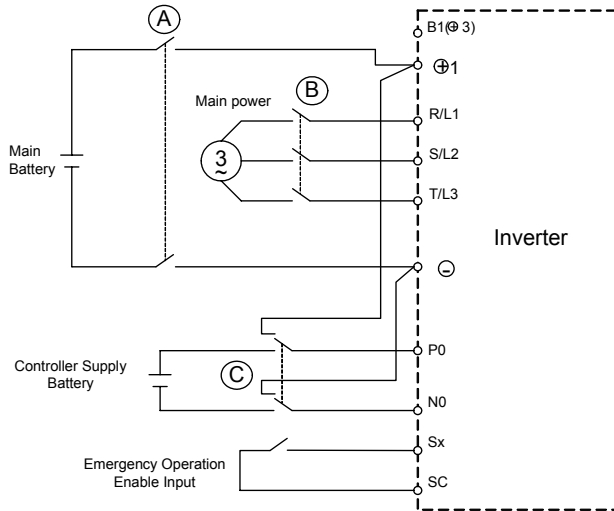 A
B1(⊕ 3)
⊕1
Main power
B
R/L1
3
~
S/L2
Main
Battery
T/L3
Inverter
⊖
P0
Controller Supply
Battery
C
N0
Sx
Emergency Operation
Enable Input
SC